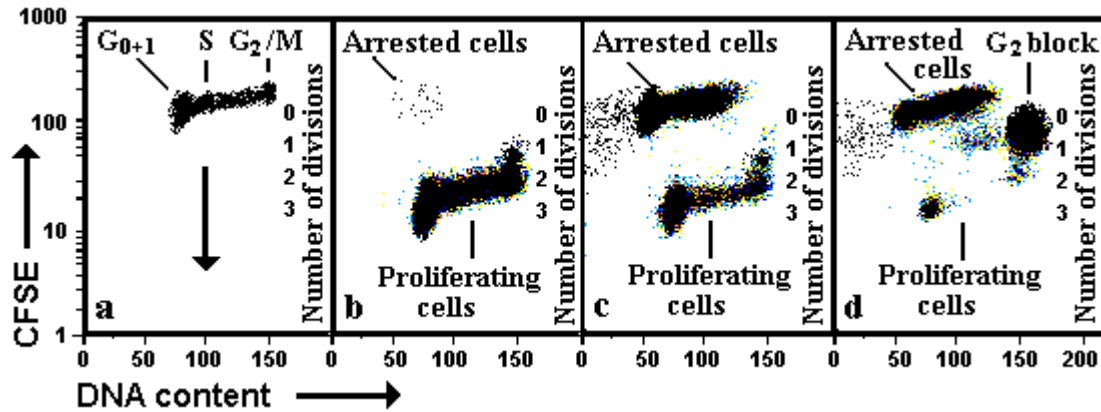 1000
100
10
1
CFSE
G0+1 S G2/M
0
1
2
3
Number of divisions
a
Arrested cells
0
1
2
3
Number of divisions
Proliferating
cells
b
Arrested cells
0
1
2
3
Number of divisions
Proliferating
cells
c
Arrested
cells
G2 block
0
1
2
3
Number of divisions
Proliferating
cells
d
0 50 100 150 0 50 100 150 0 50 100 150 0 50 100 150 200
DNA content